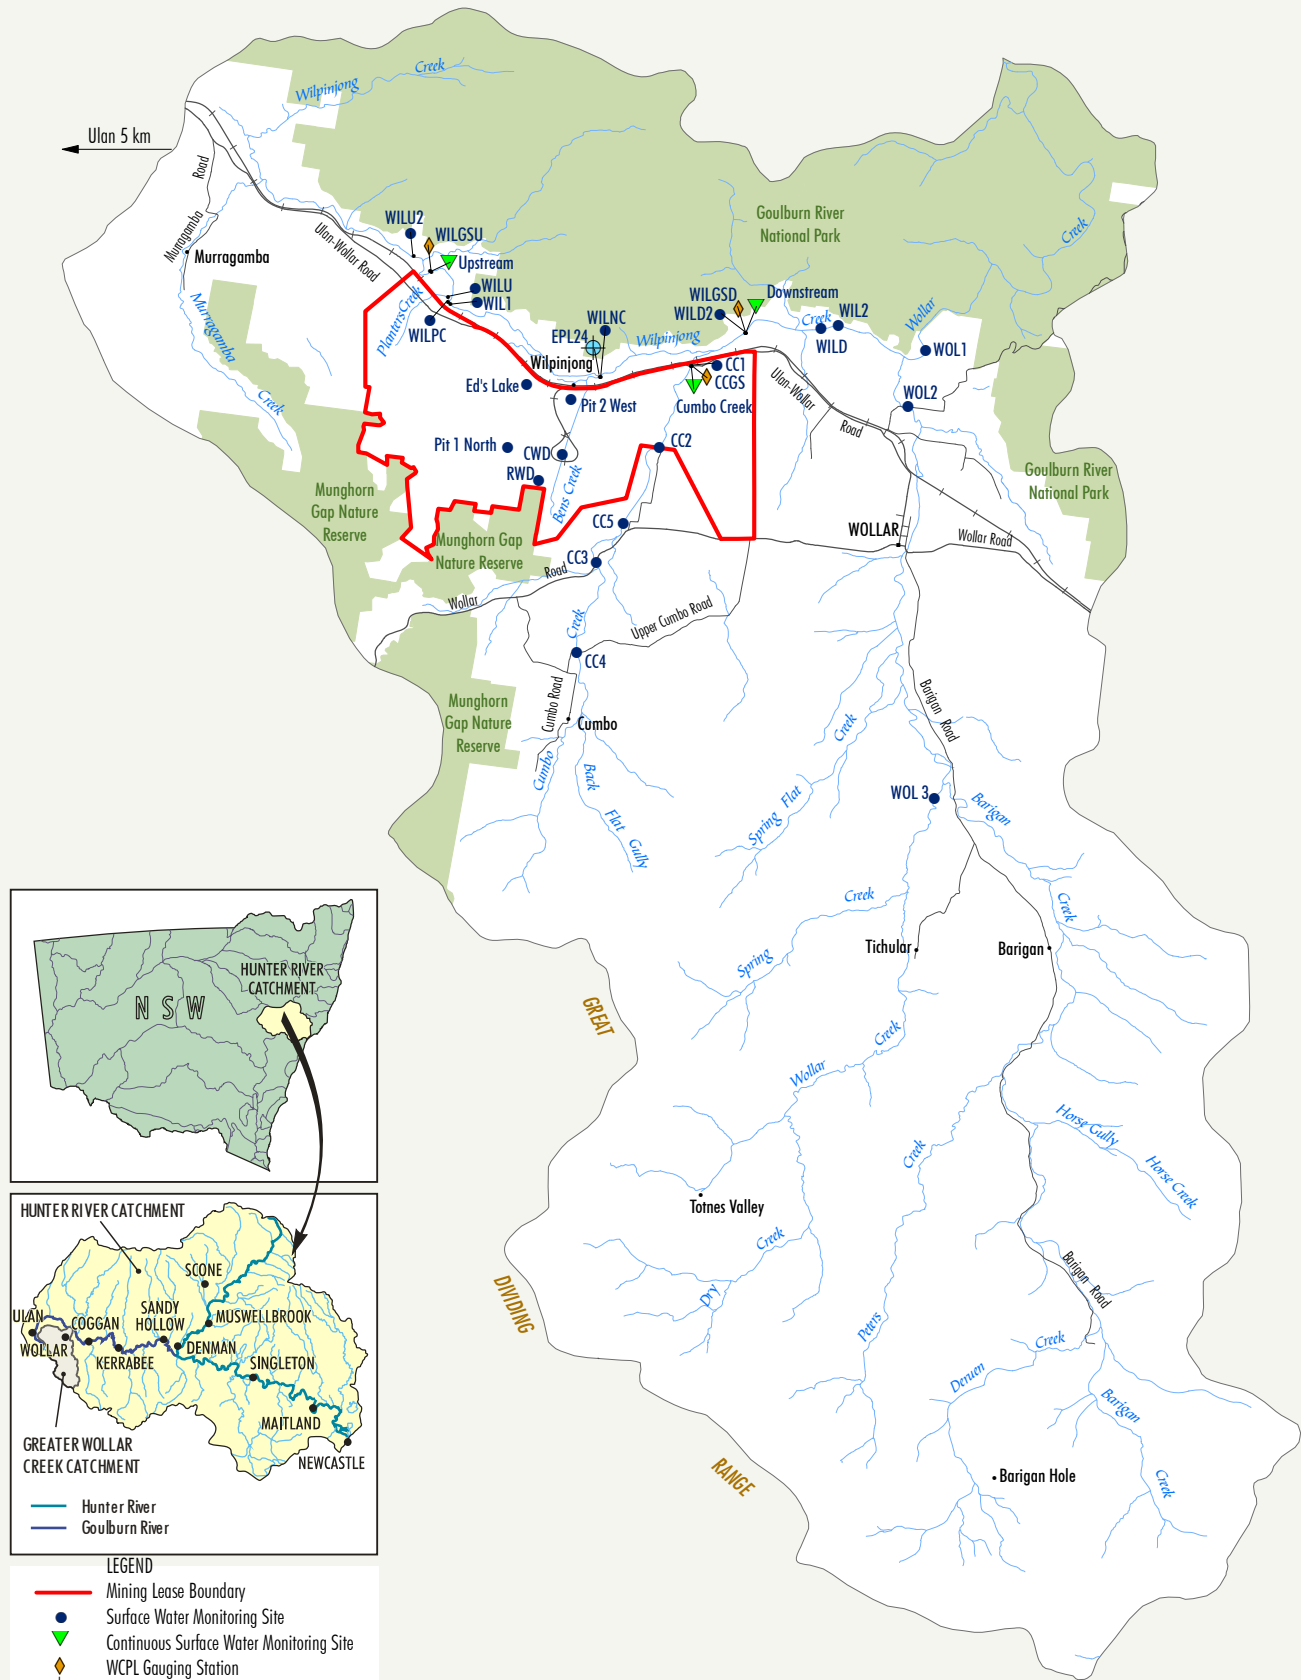 Wilpinjong
Creek
Ulan 5 km
Road
Muragamba
Murragamba
Murragamba
Creek
Ulan-Wollar Road
WILU2
WILGSU
Upstream
WILU
WIL1
WILPC
Planters Creek
Goulburn River
National Park
Creek
Wollar
WILGSD
Downstream
WILD2
WILNC
EPL24
Wilpinjong
Creek
WIL2
WILD
WOL1
WOL2
Wilpinjong
CC1
CCGS
Cumbo Creek
Ulan-Wollar
Road
Ed's Lake
Pit 2 West
Pit 1 North
CWD
RWD
CC2
Bens Creek
Goulburn River
National Park
Munghorn
Gap Nature
Reserve
Munghorn Gap
Nature Reserve
CC5
CC3
WOLLAR
Wollar Road
Wollar
Road
Creek
Upper Cumbo Road
CC4
Munghorn
Gap Nature
Reserve
Cumbo Road
Cumbo
Cumbo
Back
Flat
Gully
Barigan
Road
Creek
Spring Flat
WOL 3
Barigan
Creek
Creek
Spring
Tichular
Barigan
GREAT
Creek
Wollar
Horse Gully
Horse Creek
Creek
Totnes Valley
Creek
Dry
DIVIDING
Barigan Road
Peters
Creek
Deruen
Barigan
Creek
RANGE
Barigan Hole
HUNTER RIVER
CATCHMENT
N S W
HUNTER RIVER CATCHMENT
SCONE
SANDY
HOLLOW
MUSWELLBROOK
ULAN
COGGAN
WOLLAR
KERRABEE
DENMAN
SINGLETON
MAITLAND
NEWCASTLE
GREATER WOLLAR
CREEK CATCHMENT
Hunter River
Goulburn River
LEGEND
Mining Lease Boundary
Surface Water Monitoring Site
Continuous Surface Water Monitoring Site
WCPL Gauging Station